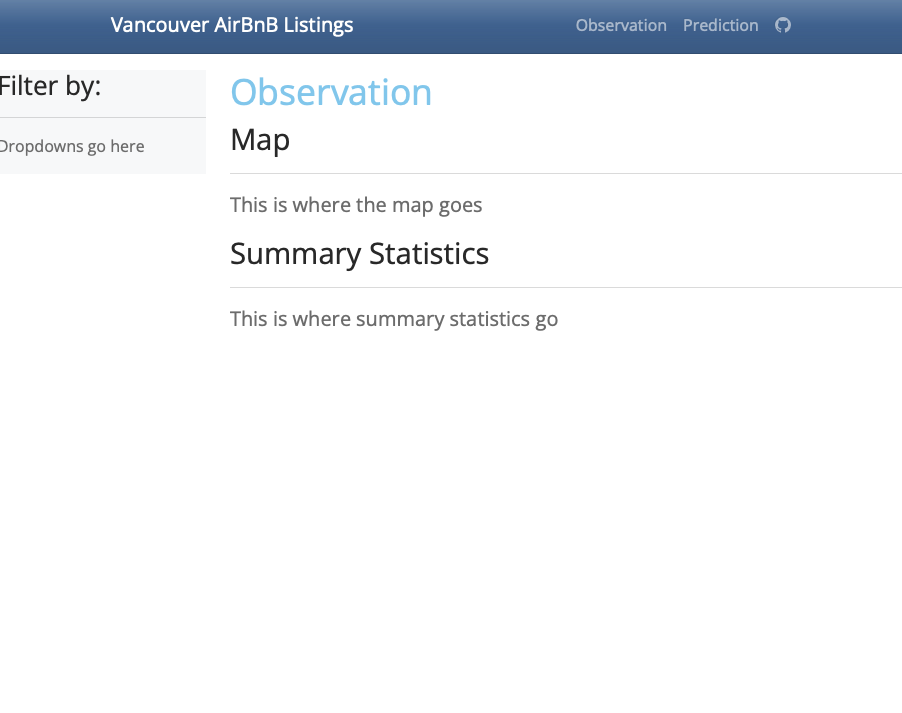 Vancouver AirBnB Listings
Observation
Prediction
Filter by:
Dropdowns go here
Observation
Map
This is where the map goes
Summary Statistics
This is where summary statistics go